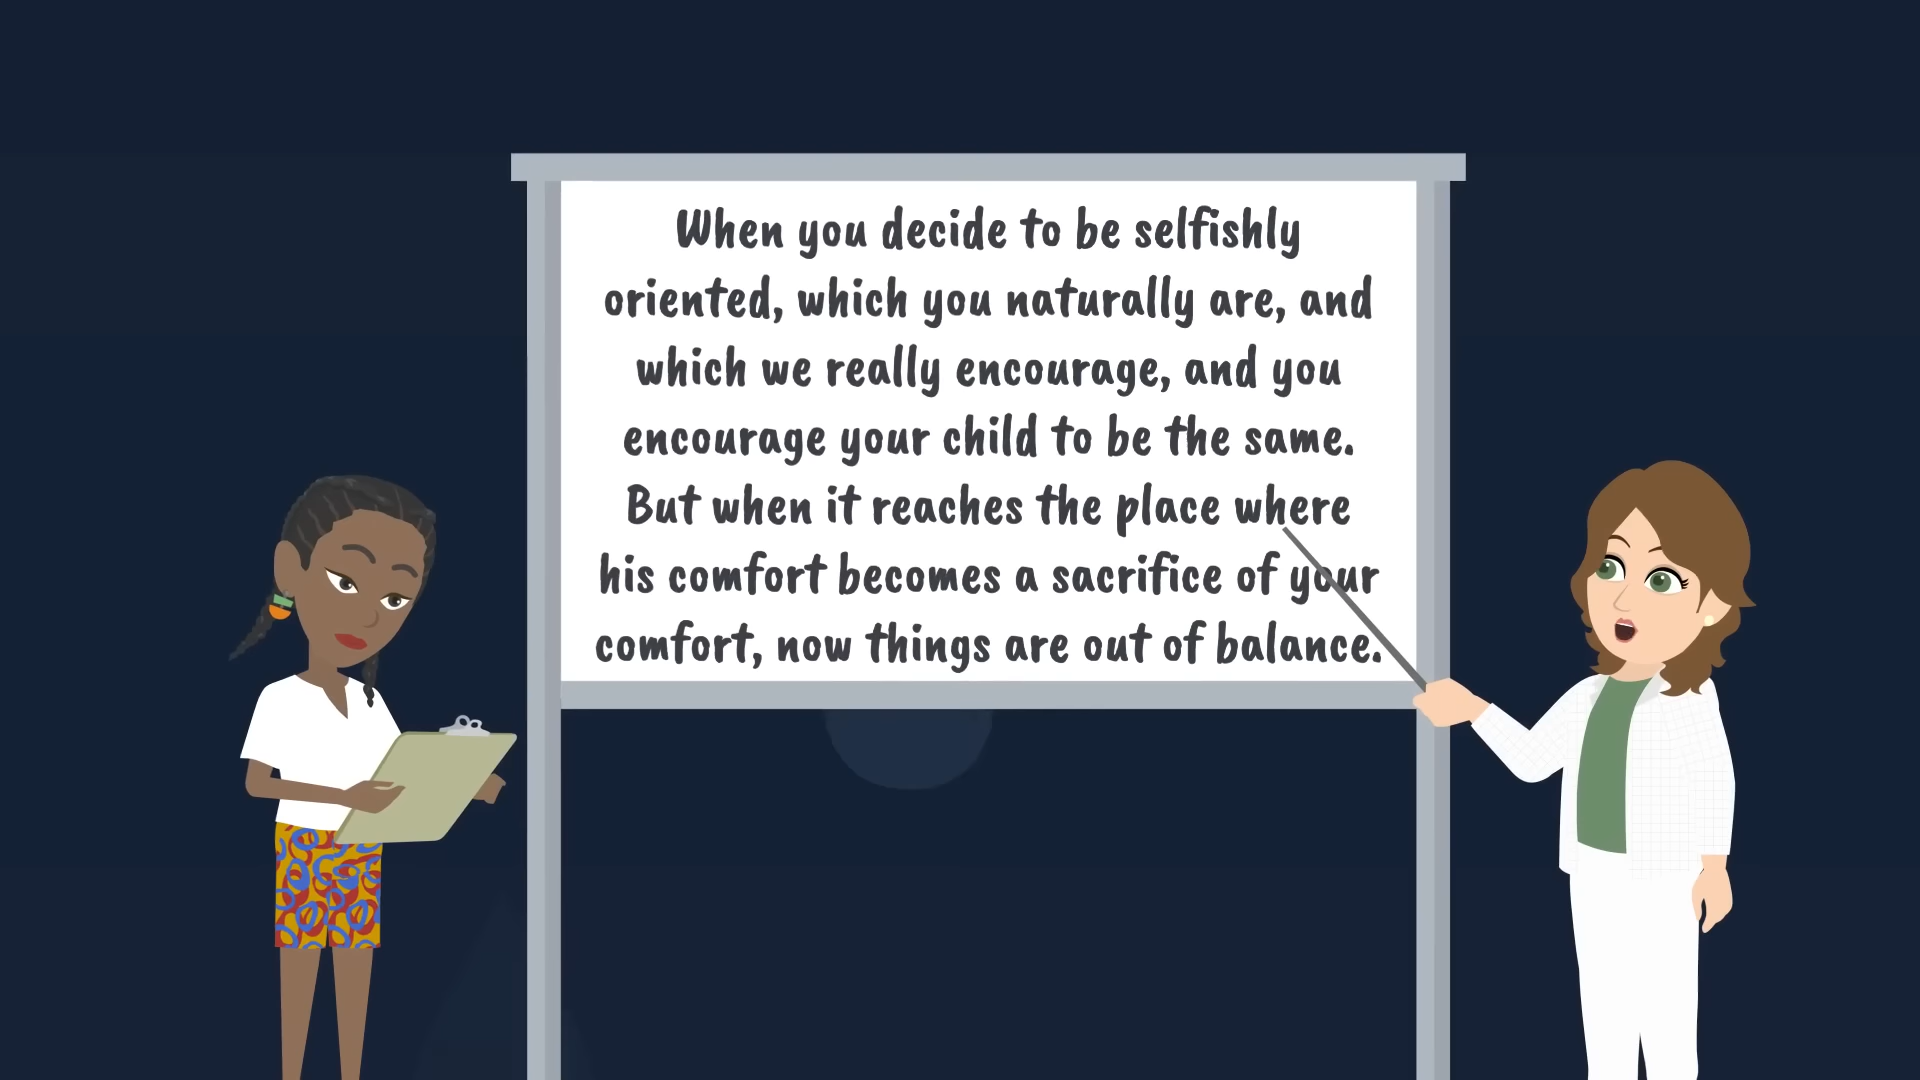 When you decide to be selfishly
oriented, which you naturally are, and
which we really encourage, and you
encourage your child to be the same.
But when it reaches the place where
his comfort becomes a sacrifice of your
comfort, now things are out of balance.